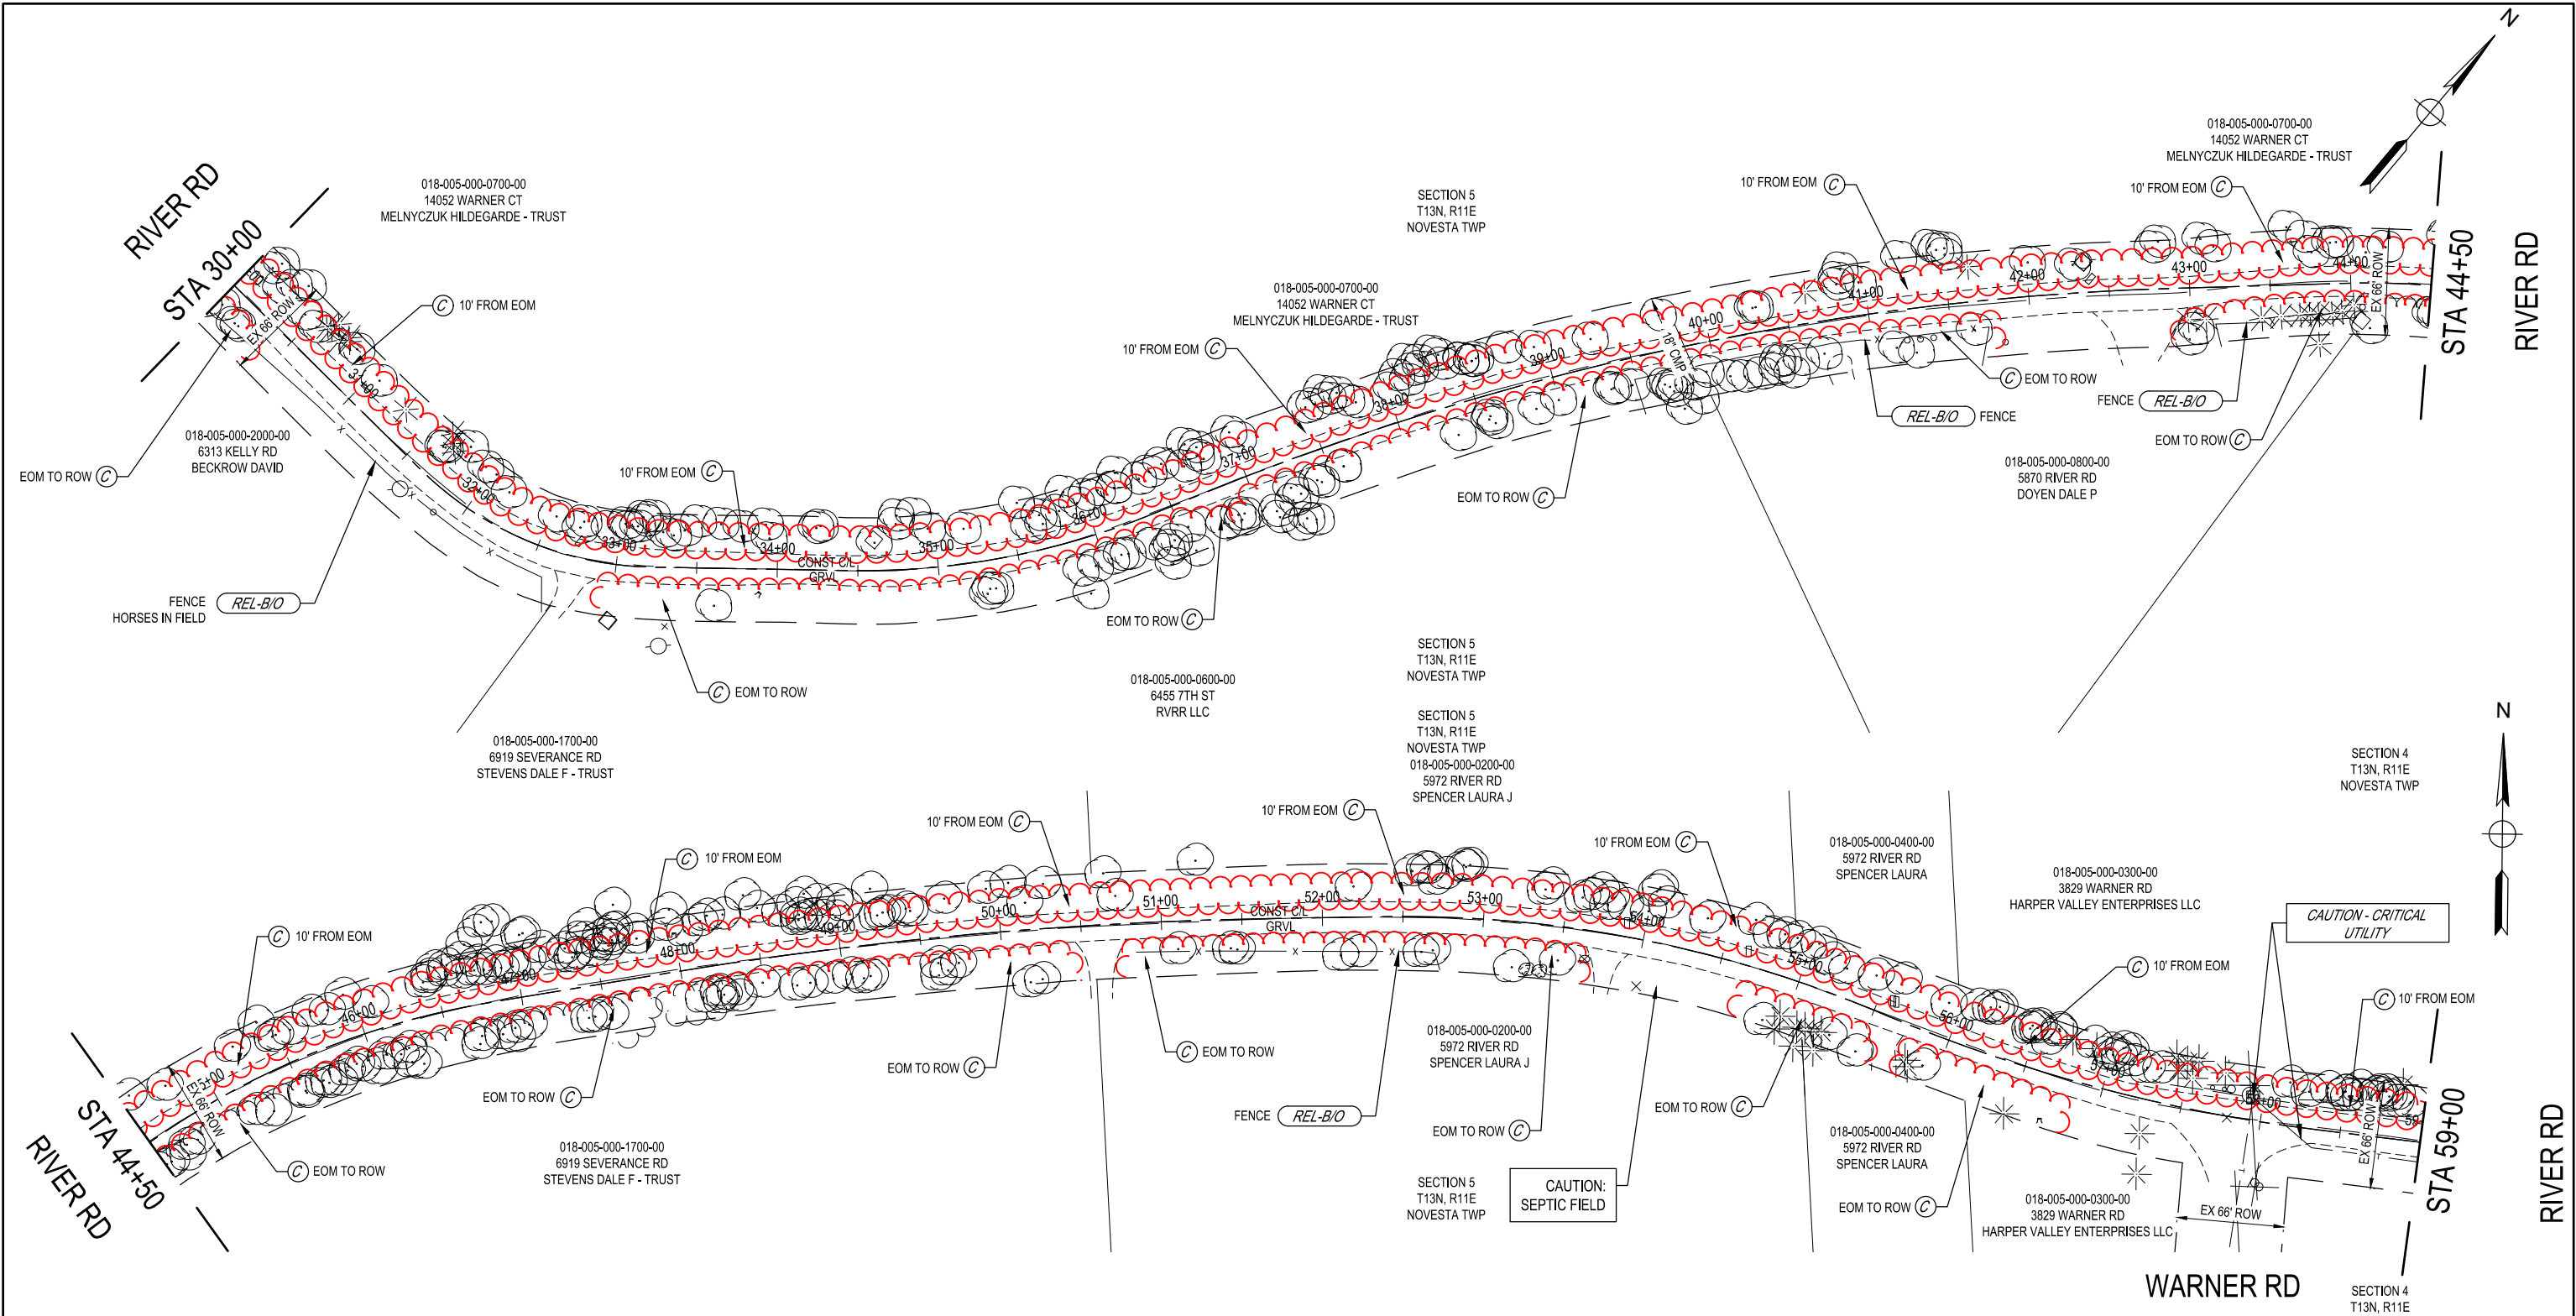 N
RIVER RD
STA 30+00
018-005-000-0700-00
14052 WARNER CT
MELNYCZUK HILDEGARDE - TRUST
C 10' FROM EOM
EX 66' ROW
31+00
EOM TO ROW C
018-005-000-2000-00
6313 KELLY RD
BECKROW DAVID
32+00
FENCE REL-B/O
HORSES IN FIELD
10' FROM EOM C
33+00
34+00
CONST C/L
GRVL
35+00
36+00
37+00
38+00
39+00
40+00
41+00
42+00
43+00
44+00
C EOM TO ROW
018-005-000-1700-00
6919 SEVERANCE RD
STEVENS DALE F - TRUST
018-005-000-0700-00
14052 WARNER CT
MELNYCZUK HILDEGARDE - TRUST
10' FROM EOM C
SECTION 5
T13N, R11E
NOVESTA TWP
18" CMP
10' FROM EOM C
018-005-000-0700-00
14052 WARNER CT
MELNYCZUK HILDEGARDE - TRUST
10' FROM EOM C
EX 66' ROW
STA 44+50
RIVER RD
EOM TO ROW C
EOM TO ROW C
C EOM TO ROW
REL-B/O FENCE
FENCE REL-B/O
EOM TO ROW C
018-005-000-0800-00
5870 RIVER RD
DOYEN DALE P
018-005-000-0600-00
6455 7TH ST
RVRR LLC
SECTION 5
T13N, R11E
NOVESTA TWP
SECTION 5
T13N, R11E
NOVESTA TWP
018-005-000-0200-00
5972 RIVER RD
SPENCER LAURA J
N
SECTION 4
T13N, R11E
NOVESTA TWP
STA 44+50
RIVER RD
EX 66' ROW
C 10' FROM EOM
C 10' FROM EOM
10' FROM EOM C
10' FROM EOM C
10' FROM EOM C
46+00
47+00
48+00
49+00
50+00
51+00
52+00
CONST C/L
GRVL
53+00
54+00
55+00
56+00
57+00
58+00
018-005-000-0400-00
5972 RIVER RD
SPENCER LAURA
018-005-000-0300-00
3829 WARNER RD
HARPER VALLEY ENTERPRISES LLC
CAUTION - CRITICAL
UTILITY
C 10' FROM EOM
C 10' FROM EOM
C EOM TO ROW
018-005-000-1700-00
6919 SEVERANCE RD
STEVENS DALE F - TRUST
EOM TO ROW C
EOM TO ROW C
C EOM TO ROW
FENCE REL-B/O
018-005-000-0200-00
5972 RIVER RD
SPENCER LAURA J
EOM TO ROW C
SECTION 5
T13N, R11E
NOVESTA TWP
CAUTION:
SEPTIC FIELD
EOM TO ROW C
018-005-000-0400-00
5972 RIVER RD
SPENCER LAURA
EOM TO ROW C
018-005-000-0300-00
3829 WARNER RD
HARPER VALLEY ENTERPRISES LLC
EX 66' ROW
EX 66' ROW
STA 59+00
RIVER RD
WARNER RD
SECTION 4
T13N, R11E